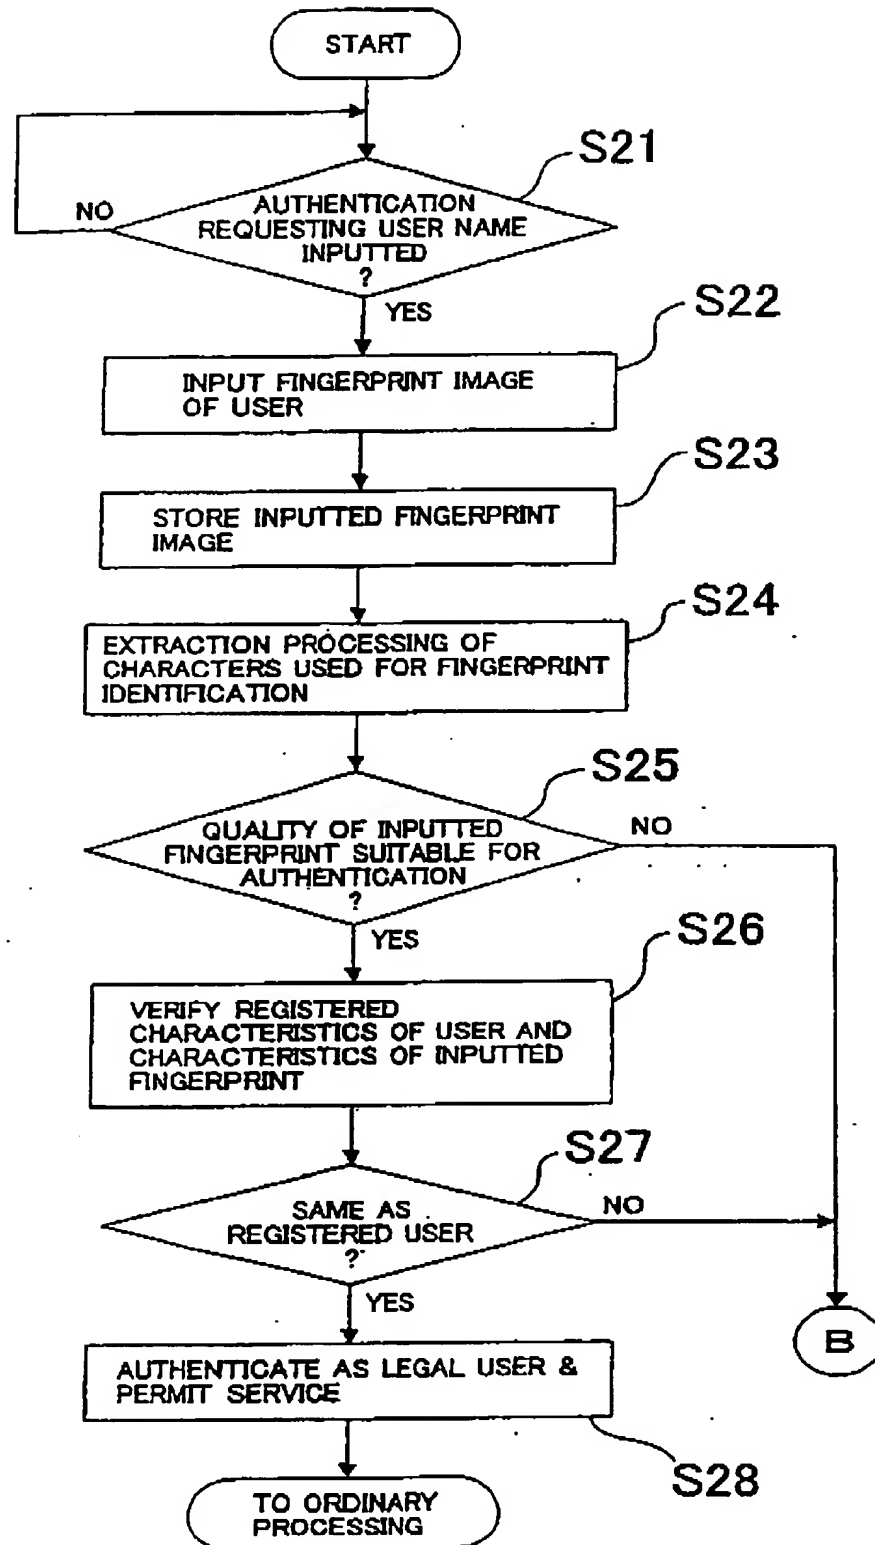 START
S21
NO
AUTHENTICATION
REQUESTING USER NAME
INPUTTED
?
YES
S22
INPUT FINGERPRINT IMAGE
OF USER
S23
STORE INPUTTED FINGERPRINT
IMAGE
S24
EXTRACTION PROCESSING OF
CHARACTERS USED FOR FINGERPRINT
IDENTIFICATION
S25
QUALITY OF INPUTTED
FINGERPRINT SUITABLE FOR
AUTHENTICATION
?
NO
YES
S26
VERIFY REGISTERED
CHARACTERISTICS OF USER AND
CHARACTERISTICS OF INPUTTED
FINGERPRINT
S27
SAME AS
REGISTERED USER
?
NO
YES
B
AUTHENTICATE AS LEGAL USER &
PERMIT SERVICE
S28
TO ORDINARY
PROCESSING